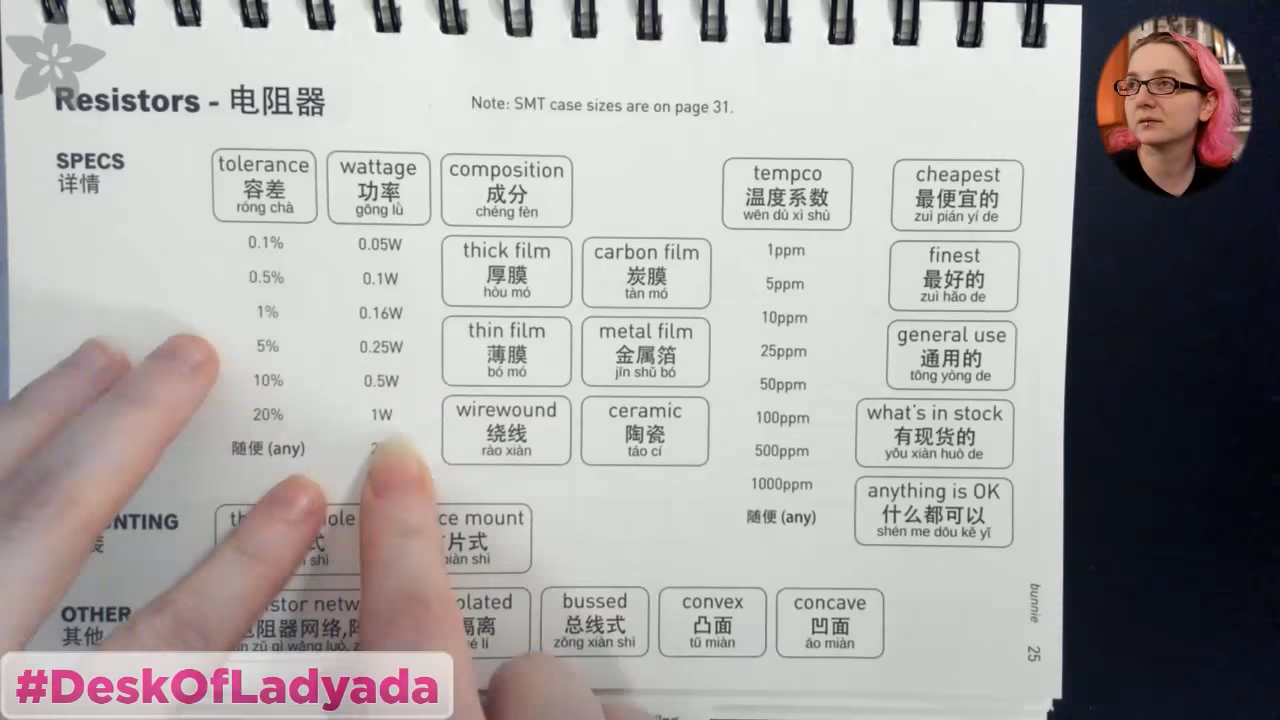 Resistors - 电阻器
Note: SMT case sizes are on page 31.
SPECS
详情
tolerance
容差
róng chà
0.1%
0.5%
1%
5%
10%
20%
随便 (any)
wattage
功率
gōng lǜ
0.05W
0.1W
0.16W
0.25W
0.5W
1W
composition
成分
chéng fèn
thick film
厚膜
hòu mó
carbon film
炭膜
tàn mó
thin film
薄膜
bó mó
metal film
金属箔
jīn shǔ bó
wirewound
绕线
rào xiàn
ceramic
陶瓷
táo cí
tempco
温度系数
wēn dù xì shù
1ppm
5ppm
10ppm
25ppm
50ppm
100ppm
500ppm
1000ppm
随便 (any)
cheapest
最便宜的
zuì pián yí de
finest
最好的
zuì hǎo de
general use
通用的
tōng yòng de
what's in stock
有现货的
yǒu xiàn huò de
anything is OK
什么都可以
shén me dōu kě yǐ
mount
片式
shì
OTHER
其他
电阻器网络,
bussed
总线式
zǒng xiàn shì
convex
凸面
tū miàn
concave
凹面
āo miàn
bunnie
25
#DeskOfLadyada